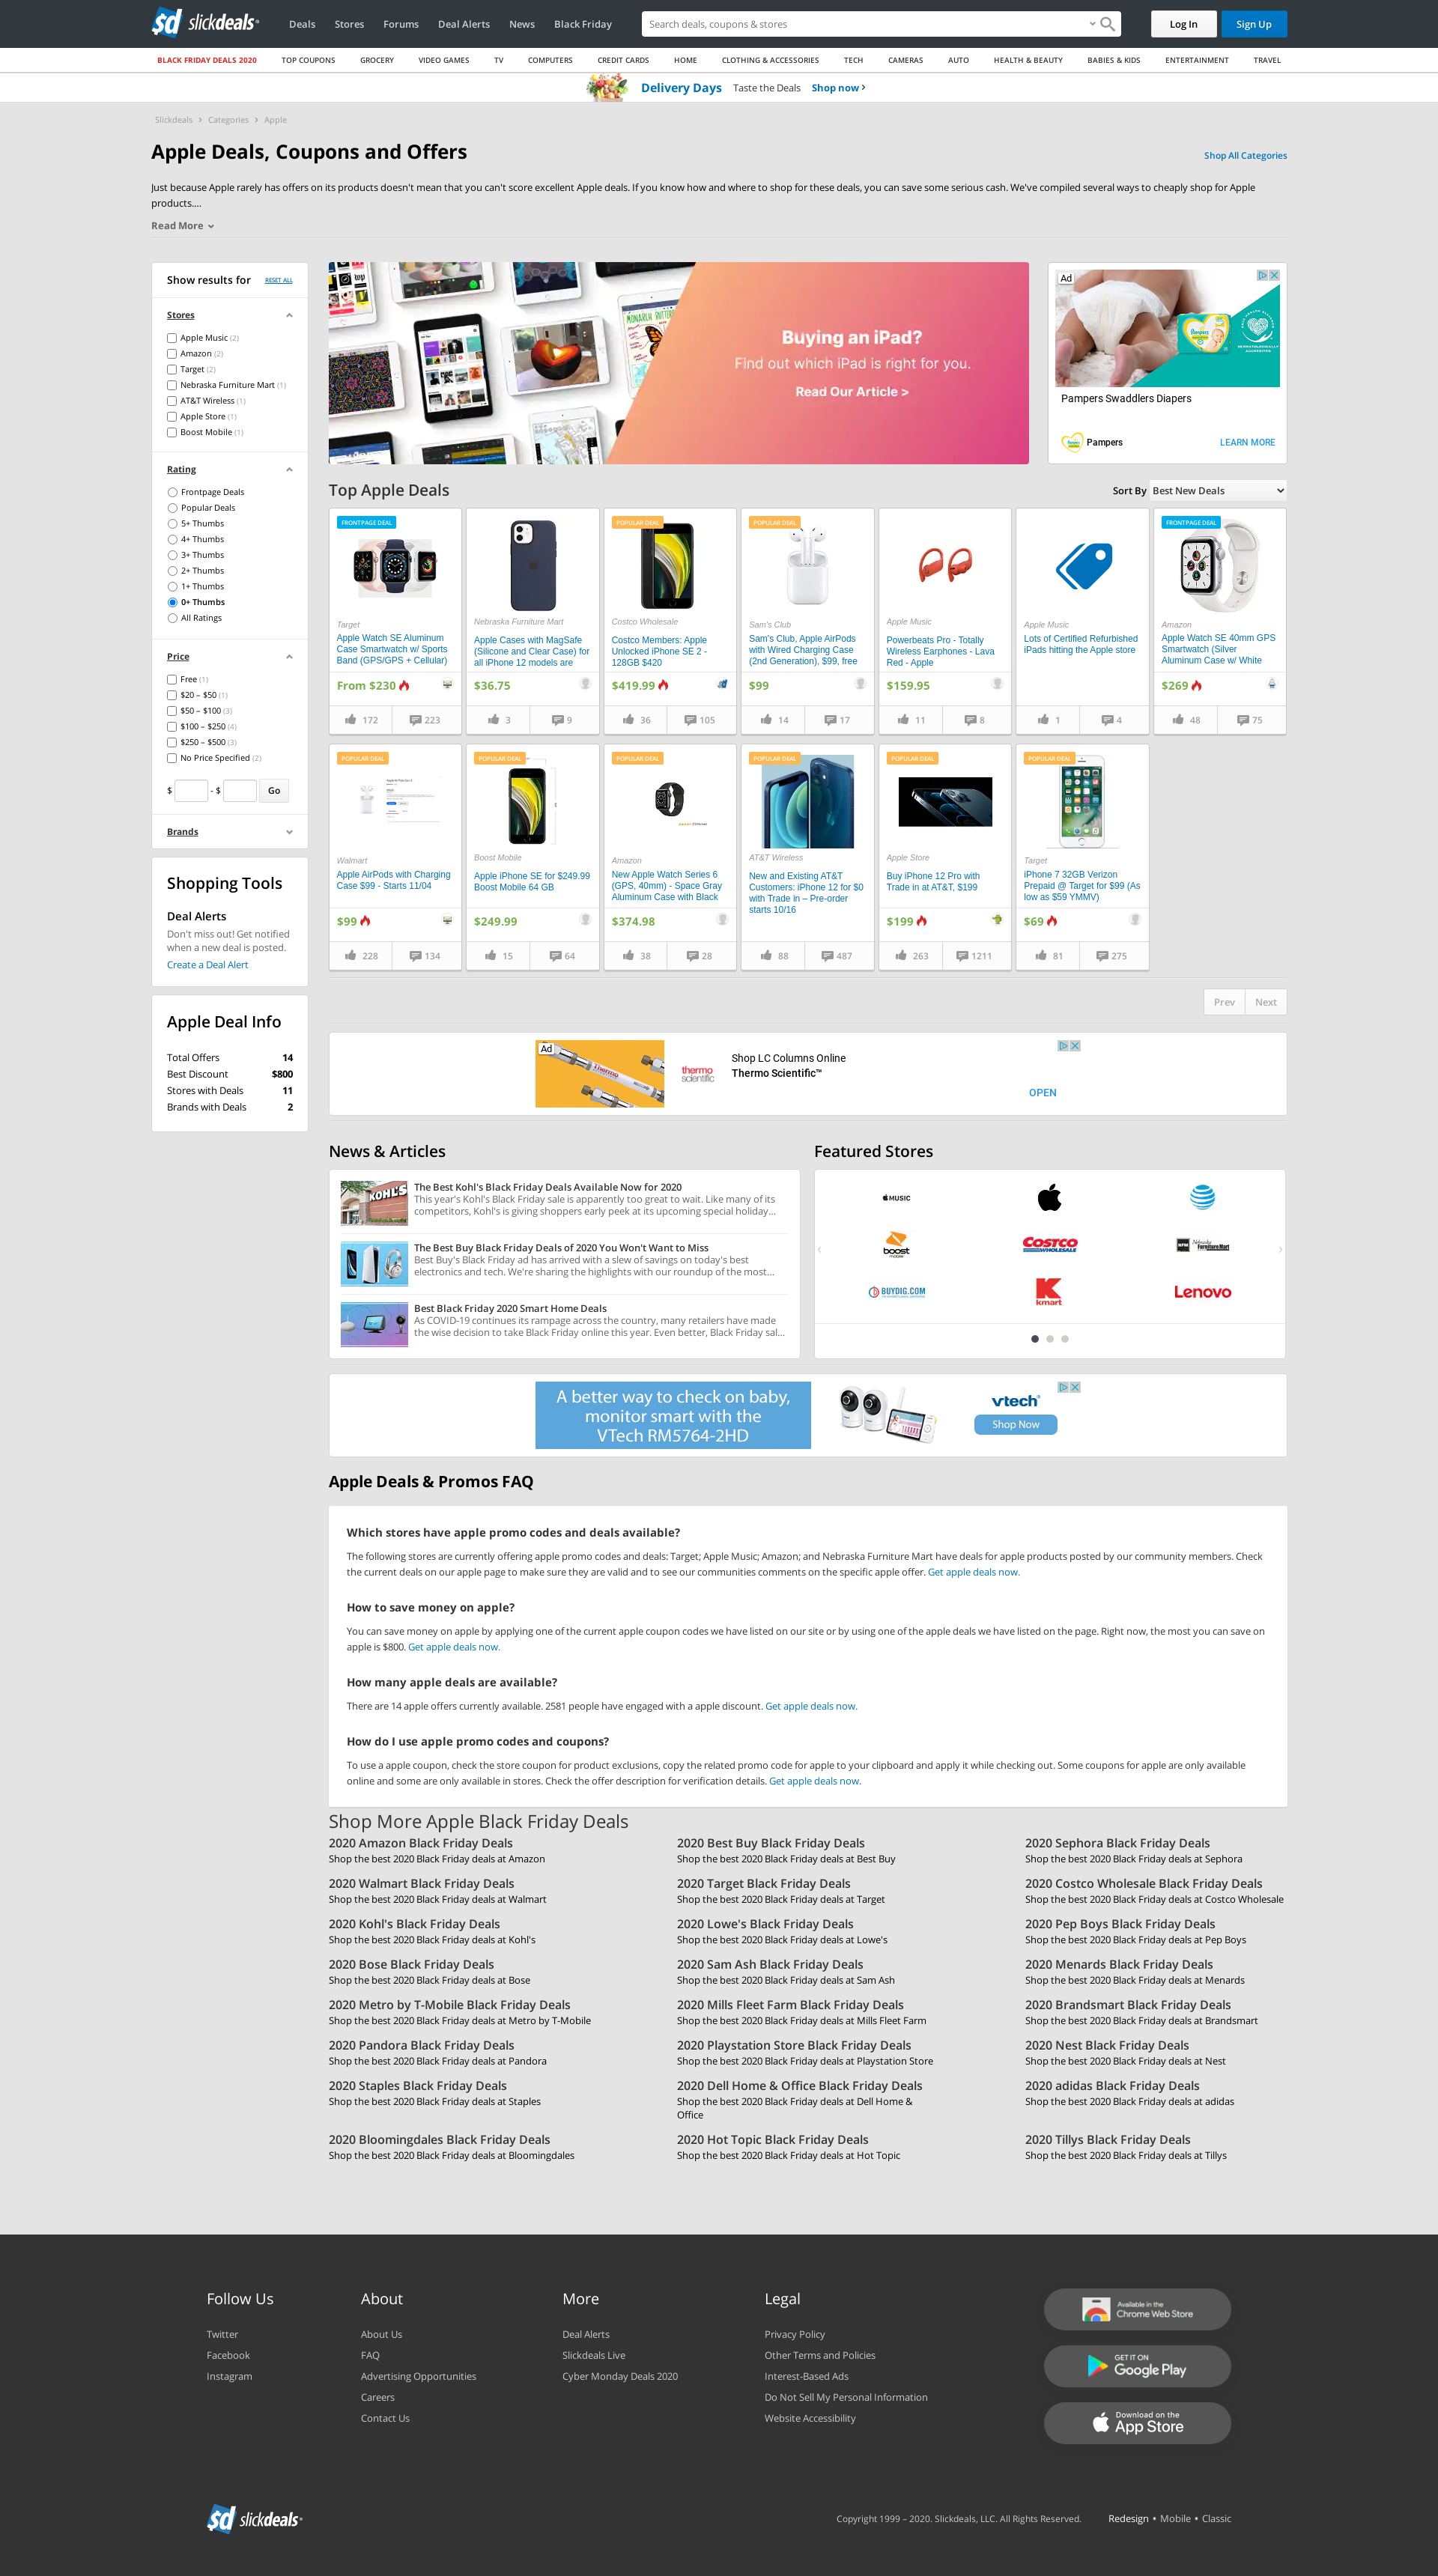 slickdeals
Deals Stores Forums Deal Alerts News Black Friday
Search deals, coupons & stores
Log In
Sign Up
BLACK FRIDAY DEALS 2020 TOP COUPONS GROCERY VIDEO GAMES TV COMPUTERS CREDIT CARDS HOME CLOTHING & ACCESSORIES TECH CAMERAS AUTO HEALTH & BEAUTY BABIES & KIDS ENTERTAINMENT TRAVEL
Delivery Days Taste the Deals Shop now ›
Slickdeals › Categories › Apple
Apple Deals, Coupons and Offers
Shop All Categories
Just because Apple rarely has offers on its products doesn't mean that you can't score excellent Apple deals. If you know how and where to shop for these deals, you can save some serious cash. We've compiled several ways to cheaply shop for Apple
products....
Read More
Show results for RESET ALL
Stores
Apple Music (2)
Amazon (2)
Target (2)
Nebraska Furniture Mart (1)
AT&T Wireless (1)
Apple Store (1)
Boost Mobile (1)
Rating
Frontpage Deals
Popular Deals
5+ Thumbs
4+ Thumbs
3+ Thumbs
2+ Thumbs
1+ Thumbs
0+ Thumbs
All Ratings
Price
Free (1)
$20 – $50 (1)
$50 – $100 (3)
$100 – $250 (4)
$250 – $500 (3)
No Price Specified (2)
$ - $ Go
Brands
Shopping Tools
Deal Alerts
Don't miss out! Get notified
when a new deal is posted.
Create a Deal Alert
Apple Deal Info
Total Offers 14
Best Discount $800
Stores with Deals 11
Brands with Deals 2
Buying an iPad?
Find out which iPad is right for you.
Read Our Article >
Ad
Pampers Swaddlers Diapers
Pampers
LEARN MORE
Top Apple Deals
Sort By Best New Deals
FRONTPAGE DEAL
Target
Apple Watch SE Aluminum
Case Smartwatch w/ Sports
Band (GPS/GPS + Cellular)
From $230
172 223
Nebraska Furniture Mart
Apple Cases with MagSafe
(Silicone and Clear Case) for
all iPhone 12 models are
$36.75
3 9
POPULAR DEAL
Costco Wholesale
Costco Members: Apple
Unlocked iPhone SE 2 -
128GB $420
$419.99
36 105
POPULAR DEAL
Sam's Club
Sam's Club, Apple AirPods
with Wired Charging Case
(2nd Generation), $99, free
$99
14 17
Apple Music
Powerbeats Pro - Totally
Wireless Earphones - Lava
Red - Apple
$159.95
11 8
Apple Music
Lots of Certified Refurbished
iPads hitting the Apple store
1 4
FRONTPAGE DEAL
Amazon
Apple Watch SE 40mm GPS
Smartwatch (Silver
Aluminum Case w/ White
$269
48 75
POPULAR DEAL
Walmart
Apple AirPods with Charging
Case $99 - Starts 11/04
$99
228 134
POPULAR DEAL
Boost Mobile
Apple iPhone SE for $249.99
Boost Mobile 64 GB
$249.99
15 64
POPULAR DEAL
Amazon
New Apple Watch Series 6
(GPS, 40mm) - Space Gray
Aluminum Case with Black
$374.98
38 28
POPULAR DEAL
AT&T Wireless
New and Existing AT&T
Customers: iPhone 12 for $0
with Trade in – Pre-order
starts 10/16
88 487
POPULAR DEAL
Apple Store
Buy iPhone 12 Pro with
Trade in at AT&T, $199
$199
263 1211
POPULAR DEAL
Target
iPhone 7 32GB Verizon
Prepaid @ Target for $99 (As
low as $59 YMMV)
$69
81 275
Prev Next
Ad
thermo scientific
Shop LC Columns Online
Thermo Scientific™
OPEN
News & Articles
KOHL'S
The Best Kohl's Black Friday Deals Available Now for 2020
This year's Kohl's Black Friday sale is apparently too great to wait. Like many of its
competitors, Kohl's is giving shoppers early peek at its upcoming special holiday...
The Best Buy Black Friday Deals of 2020 You Won't Want to Miss
Best Buy's Black Friday ad has arrived with a slew of savings on today's best
electronics and tech. We're sharing the highlights with our roundup of the most...
Best Black Friday 2020 Smart Home Deals
As COVID-19 continues its rampage across the country, many retailers have made
the wise decision to take Black Friday online this year. Even better, Black Friday sal...
Featured Stores
MUSIC
boost mobile
COSTCO WHOLESALE
NFM Nebraska Furniture Mart
BUYDIG.COM
kmart
Lenovo
A better way to check on baby,
monitor smart with the
VTech RM5764-2HD
vtech
Shop Now
Apple Deals & Promos FAQ
Which stores have apple promo codes and deals available?
The following stores are currently offering apple promo codes and deals: Target; Apple Music; Amazon; and Nebraska Furniture Mart have deals for apple products posted by our community members. Check
the current deals on our apple page to make sure they are valid and to see our communities comments on the specific apple offer. Get apple deals now.
How to save money on apple?
You can save money on apple by applying one of the current apple coupon codes we have listed on our site or by using one of the apple deals we have listed on the page. Right now, the most you can save on
apple is $800. Get apple deals now.
How many apple deals are available?
There are 14 apple offers currently available. 2581 people have engaged with a apple discount. Get apple deals now.
How do I use apple promo codes and coupons?
To use a apple coupon, check the store coupon for product exclusions, copy the related promo code for apple to your clipboard and apply it while checking out. Some coupons for apple are only available
online and some are only available in stores. Check the offer description for verification details. Get apple deals now.
Shop More Apple Black Friday Deals
2020 Amazon Black Friday Deals
Shop the best 2020 Black Friday deals at Amazon
2020 Best Buy Black Friday Deals
Shop the best 2020 Black Friday deals at Best Buy
2020 Sephora Black Friday Deals
Shop the best 2020 Black Friday deals at Sephora
2020 Walmart Black Friday Deals
Shop the best 2020 Black Friday deals at Walmart
2020 Target Black Friday Deals
Shop the best 2020 Black Friday deals at Target
2020 Costco Wholesale Black Friday Deals
Shop the best 2020 Black Friday deals at Costco Wholesale
2020 Kohl's Black Friday Deals
Shop the best 2020 Black Friday deals at Kohl's
2020 Lowe's Black Friday Deals
Shop the best 2020 Black Friday deals at Lowe's
2020 Pep Boys Black Friday Deals
Shop the best 2020 Black Friday deals at Pep Boys
2020 Bose Black Friday Deals
Shop the best 2020 Black Friday deals at Bose
2020 Sam Ash Black Friday Deals
Shop the best 2020 Black Friday deals at Sam Ash
2020 Menards Black Friday Deals
Shop the best 2020 Black Friday deals at Menards
2020 Metro by T-Mobile Black Friday Deals
Shop the best 2020 Black Friday deals at Metro by T-Mobile
2020 Mills Fleet Farm Black Friday Deals
Shop the best 2020 Black Friday deals at Mills Fleet Farm
2020 Brandsmart Black Friday Deals
Shop the best 2020 Black Friday deals at Brandsmart
2020 Pandora Black Friday Deals
Shop the best 2020 Black Friday deals at Pandora
2020 Playstation Store Black Friday Deals
Shop the best 2020 Black Friday deals at Playstation Store
2020 Nest Black Friday Deals
Shop the best 2020 Black Friday deals at Nest
2020 Staples Black Friday Deals
Shop the best 2020 Black Friday deals at Staples
2020 Dell Home & Office Black Friday Deals
Shop the best 2020 Black Friday deals at Dell Home &
Office
2020 adidas Black Friday Deals
Shop the best 2020 Black Friday deals at adidas
2020 Bloomingdales Black Friday Deals
Shop the best 2020 Black Friday deals at Bloomingdales
2020 Hot Topic Black Friday Deals
Shop the best 2020 Black Friday deals at Hot Topic
2020 Tillys Black Friday Deals
Shop the best 2020 Black Friday deals at Tillys
Follow Us
Twitter
Facebook
Instagram
About
About Us
FAQ
Advertising Opportunities
Careers
Contact Us
More
Deal Alerts
Slickdeals Live
Cyber Monday Deals 2020
Legal
Privacy Policy
Other Terms and Policies
Interest-Based Ads
Do Not Sell My Personal Information
Website Accessibility
Available in the
Chrome Web Store
GET IT ON
Google Play
Download on the
App Store
slickdeals
Copyright 1999 – 2020. Slickdeals, LLC. All Rights Reserved. Redesign • Mobile • Classic